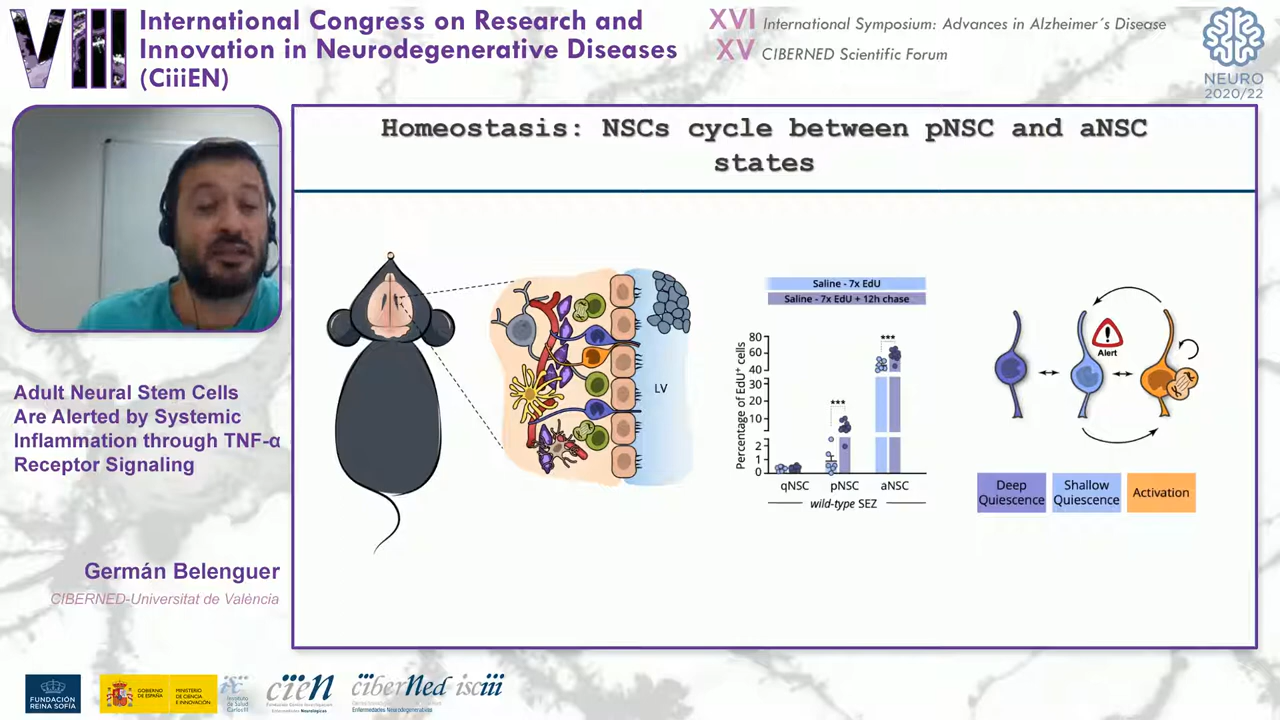 VIII
International Congress on Research and
Innovation in Neurodegenerative Diseases
(CiiiEN)
XVI International Symposium: Advances in Alzheimer´s Disease
XV CIBERNED Scientific Forum
NEURO
2020/22
Homeostasis: NSCs cycle between pNSC and aNSC
states
Adult Neural Stem Cells
Are Alerted by Systemic
Inflammation through TNF-α
Receptor Signaling
Germán Belenguer
CIBERNED-Universitat de València
LV
Saline - 7x EdU
Saline - 7x EdU + 12h chase
Percentage of EdU⁺ cells
80
60
40
30
20
10
2
1
0
***
***
qNSC pNSC aNSC
wild-type SEZ
Alert
Deep
Quiescence
Shallow
Quiescence
Activation
FUNDACIÓN
REINA SOFÍA
GOBIERNO
DE ESPAÑA
MINISTERIO
DE CIENCIA
E INNOVACIÓN
Instituto
de Salud
Carlos III
cien
ciberned isciii
Enfermedades Neurodegenerativas